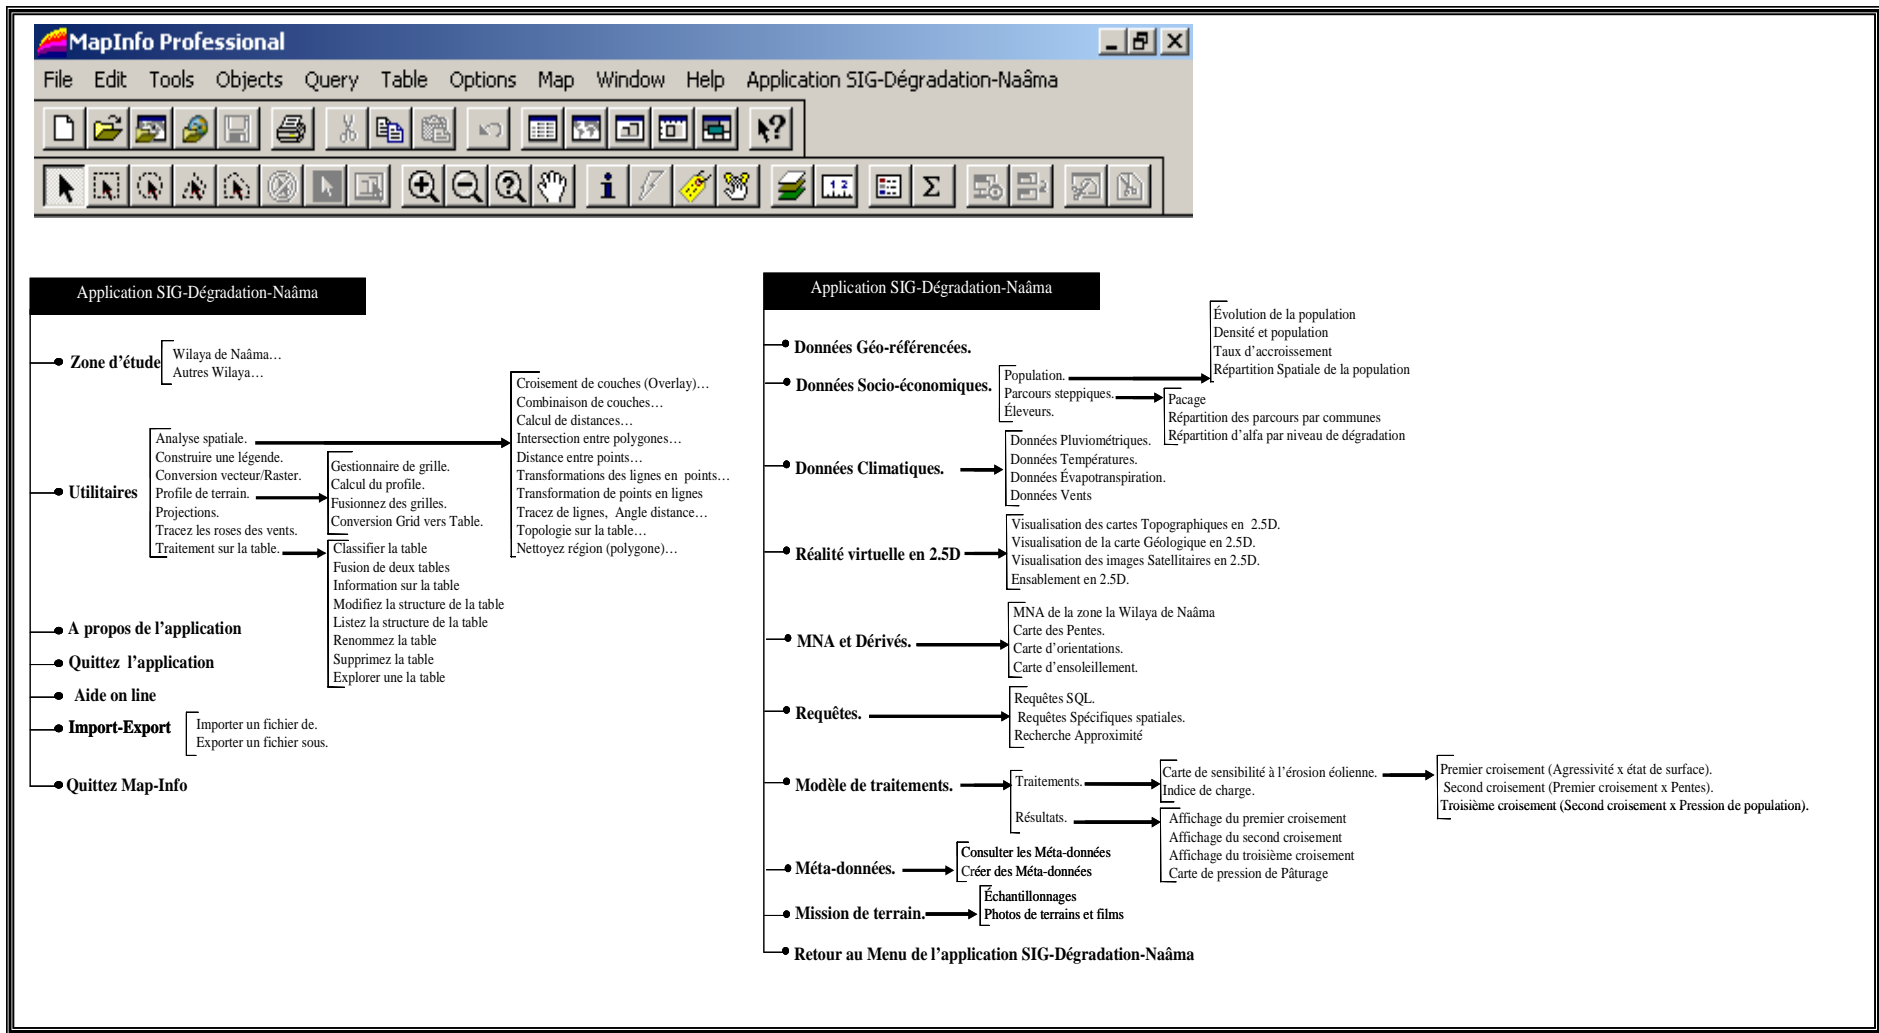 MapInfo Professional
File Edit Tools Objects Query Table Options Map Window Help Application SIG-Dégradation-Naâma
Application SIG-Dégradation-Naâma
Zone d'étude
Wilaya de Naâma…
Autres Wilaya…
Utilitaires
Analyse spatiale.
Construire une légende.
Conversion vecteur/Raster.
Profile de terrain.
Projections.
Tracez les roses des vents.
Traitement sur la table.
Croisement de couches (Overlay)…
Combinaison de couches…
Calcul de distances…
Intersection entre polygones…
Distance entre points…
Transformations des lignes en points…
Transformation de points en lignes
Tracez de lignes, Angle distance…
Topologie sur la table…
Nettoyez région (polygone)…
Gestionnaire de grille.
Calcul du profile.
Fusionnez des grilles.
Conversion Grid vers Table.
Classifier la table
Fusion de deux tables
Information sur la table
Modifiez la structure de la table
Listez la structure de la table
Renommez la table
Supprimez la table
Explorer une la table
A propos de l'application
Quittez l'application
Aide on line
Import-Export
Importer un fichier de.
Exporter un fichier sous.
Quittez Map-Info
Application SIG-Dégradation-Naâma
Données Géo-référencées.
Données Socio-économiques.
Population.
Parcours steppiques.
Éleveurs.
Évolution de la population
Densité et population
Taux d'accroissement
Répartition Spatiale de la population
Pacage
Répartition des parcours par communes
Répartition d'alfa par niveau de dégradation
Données Climatiques.
Données Pluviométriques.
Données Températures.
Données Évapotranspiration.
Données Vents
Réalité virtuelle en 2.5D
Visualisation des cartes Topographiques en 2.5D.
Visualisation de la carte Géologique en 2.5D.
Visualisation des images Satellitaires en 2.5D.
Ensablement en 2.5D.
MNA et Dérivés.
MNA de la zone la Wilaya de Naâma
Carte des Pentes.
Carte d'orientations.
Carte d'ensoleillement.
Requêtes.
Requêtes SQL.
Requêtes Spécifiques spatiales.
Recherche Approximité
Modèle de traitements.
Traitements.
Résultats.
Carte de sensibilité à l'érosion éolienne.
Indice de charge.
Premier croisement (Agressivité x état de surface).
Second croisement (Premier croisement x Pentes).
Troisième croisement (Second croisement x Pression de population).
Affichage du premier croisement
Affichage du second croisement
Affichage du troisième croisement
Carte de pression de Pâturage
Méta-données.
Consulter les Méta-données
Créer des Méta-données
Mission de terrain.
Échantillonnages
Photos de terrains et films
Retour au Menu de l'application SIG-Dégradation-Naâma